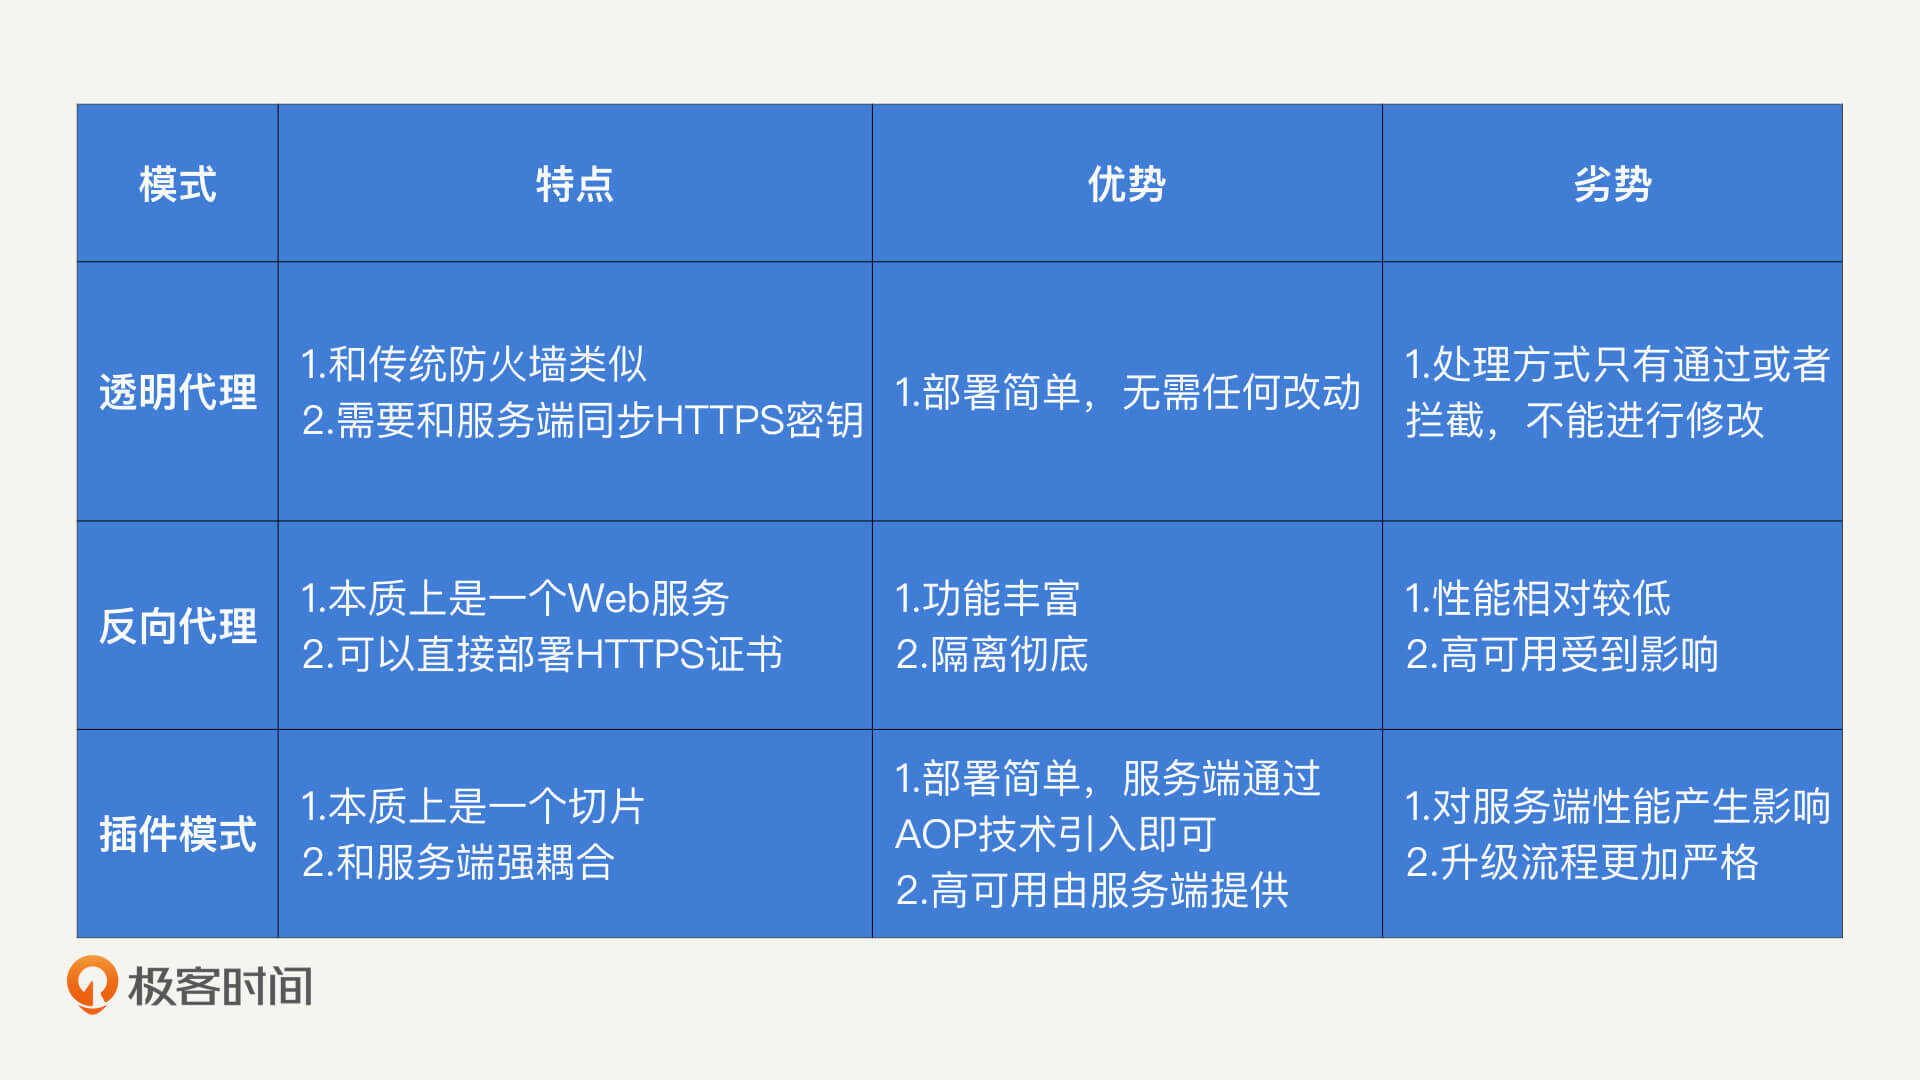 模式
特点
优势
劣势
透明代理
1.和传统防火墙类似
2.需要和服务端同步HTTPS密钥
1.部署简单，无需任何改动
1.处理方式只有通过或者
拦截，不能进行修改
反向代理
1.本质上是一个Web服务
2.可以直接部署HTTPS证书
1.功能丰富
2.隔离彻底
1.性能相对较低
2.高可用受到影响
插件模式
1.本质上是一个切片
2.和服务端强耦合
1.部署简单，服务端通过
AOP技术引入即可
2.高可用由服务端提供
1.对服务端性能产生影响
2.升级流程更加严格
极客时间